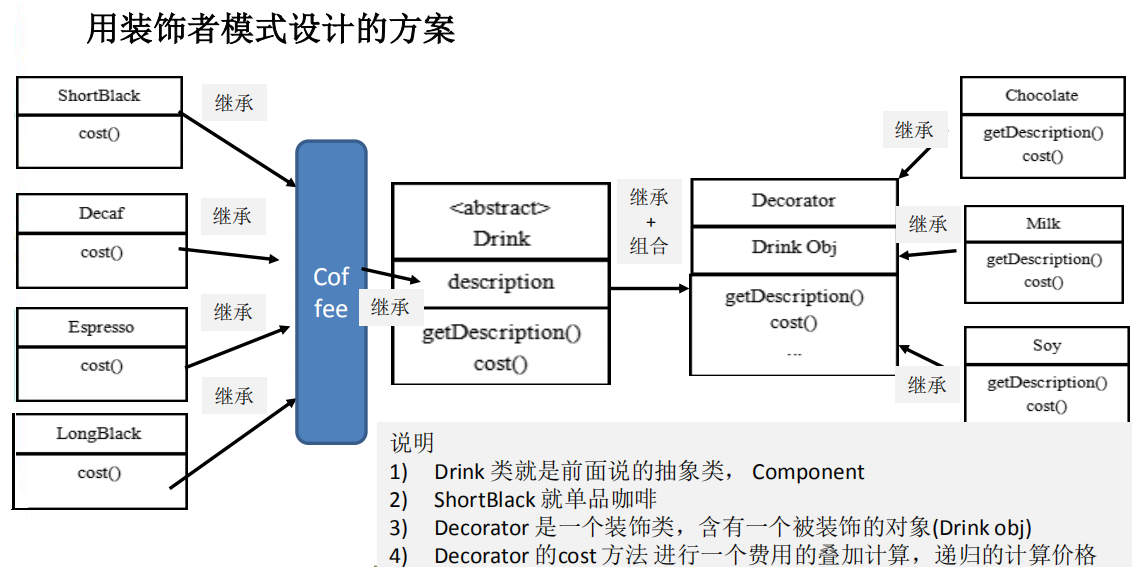 用装饰者模式设计的方案
ShortBlack
cost()
继承
Decaf
cost()
继承
Espresso
cost()
继承
LongBlack
cost()
继承
Cof
fee
继承
<abstract>
Drink
description
getDescription()
cost()
继承
+
组合
Decorator
Drink Obj
getDescription()
cost()
...
继承
Chocolate
getDescription()
cost()
继承
Milk
getDescription()
cost()
继承
Soy
getDescription()
cost()
说明
1) Drink 类就是前面说的抽象类， Component
2) ShortBlack 就单品咖啡
3) Decorator 是一个装饰类，含有一个被装饰的对象(Drink obj)
4) Decorator 的cost 方法 进行一个费用的叠加计算，递归的计算价格